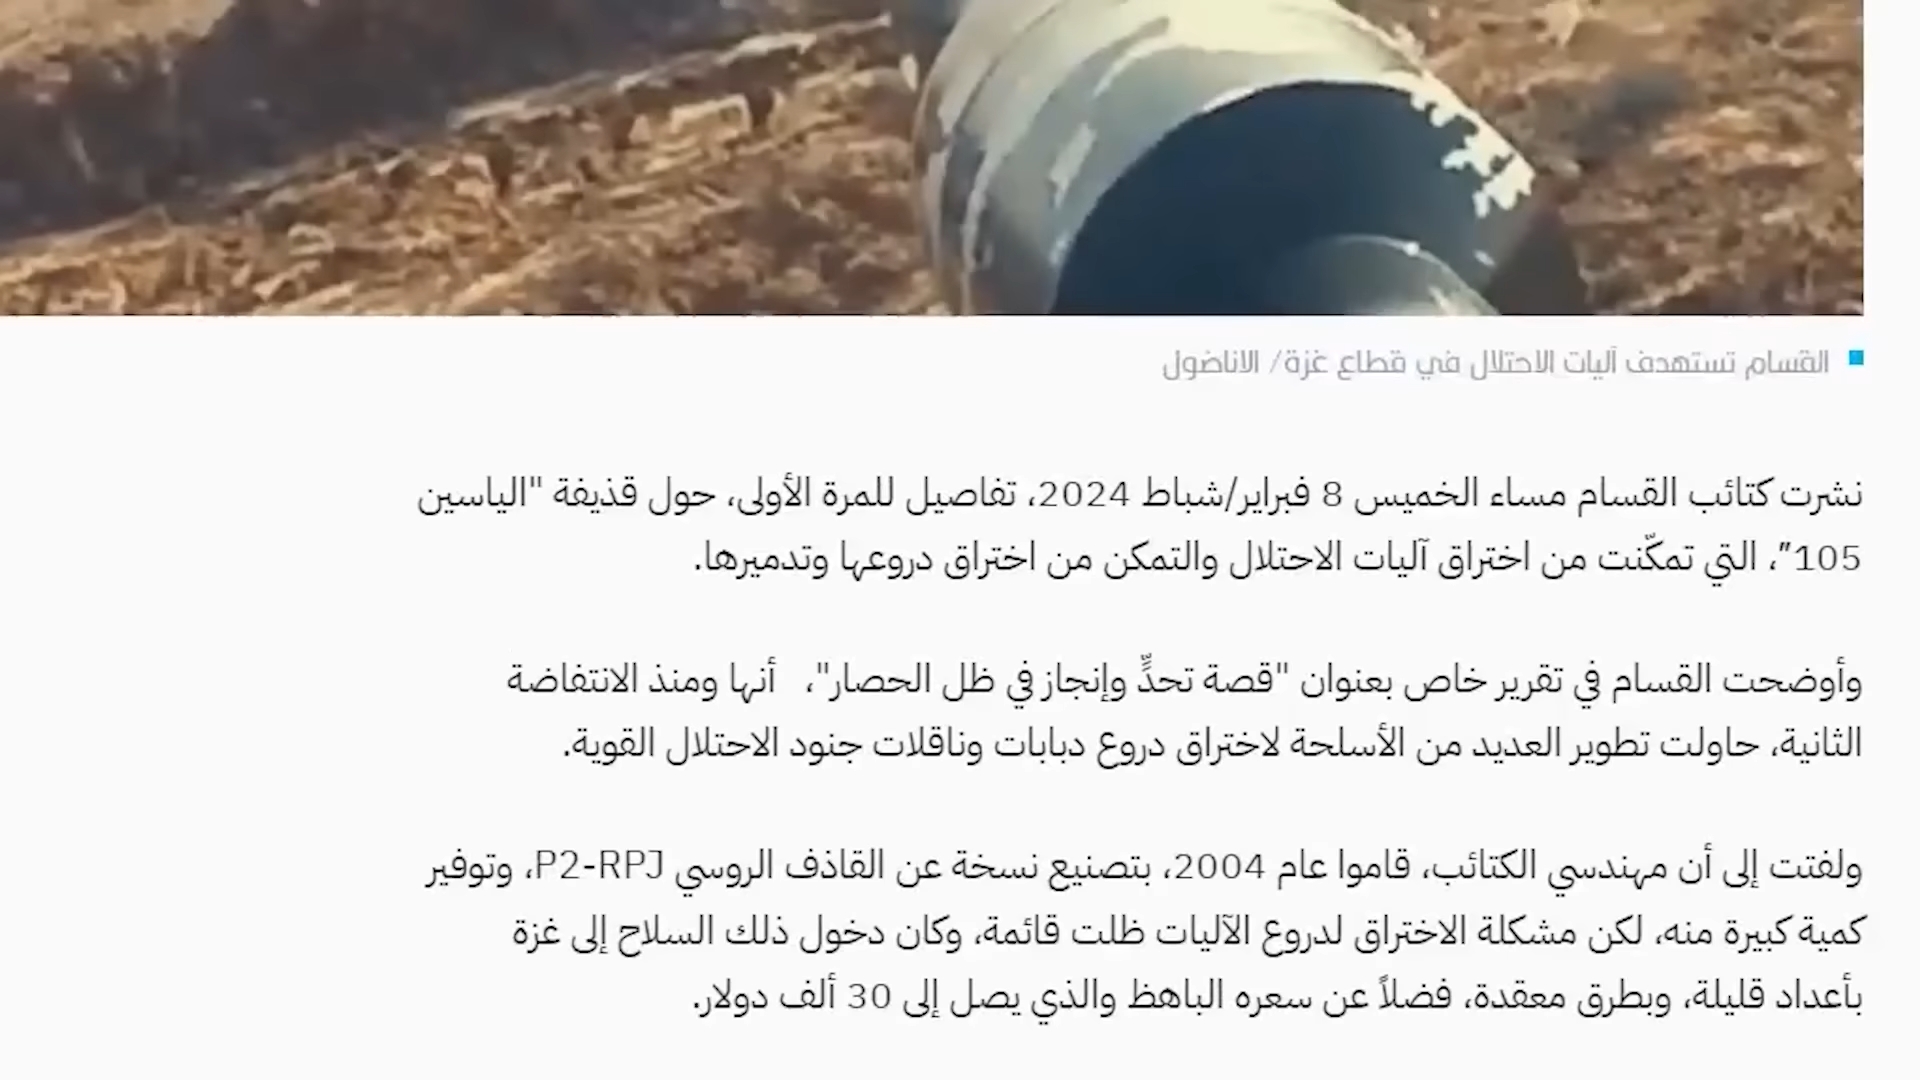 القسام تستهدف آليات الاحتلال في قطاع غزة/ الاناضول
نشرت كتائب القسام مساء الخميس 8 فبراير/شباط 2024، تفاصيل للمرة الأولى، حول قذيفة "الياسين
105″، التي تمكّنت من اختراق آليات الاحتلال والتمكن من اختراق دروعها وتدميرها.
وأوضحت القسام في تقرير خاص بعنوان "قصة تحدٍّ وإنجاز في ظل الحصار"، أنها ومنذ الانتفاضة
الثانية، حاولت تطوير العديد من الأسلحة لاختراق دروع دبابات وناقلات جنود الاحتلال القوية.
ولفتت إلى أن مهندسي الكتائب، قاموا عام 2004، بتصنيع نسخة عن القاذف الروسي P2-RPJ، وتوفير
كمية كبيرة منه، لكن مشكلة الاختراق لدروع الآليات ظلت قائمة، وكان دخول ذلك السلاح إلى غزة
بأعداد قليلة، وبطرق معقدة، فضلاً عن سعره الباهظ والذي يصل إلى 30 ألف دولار.